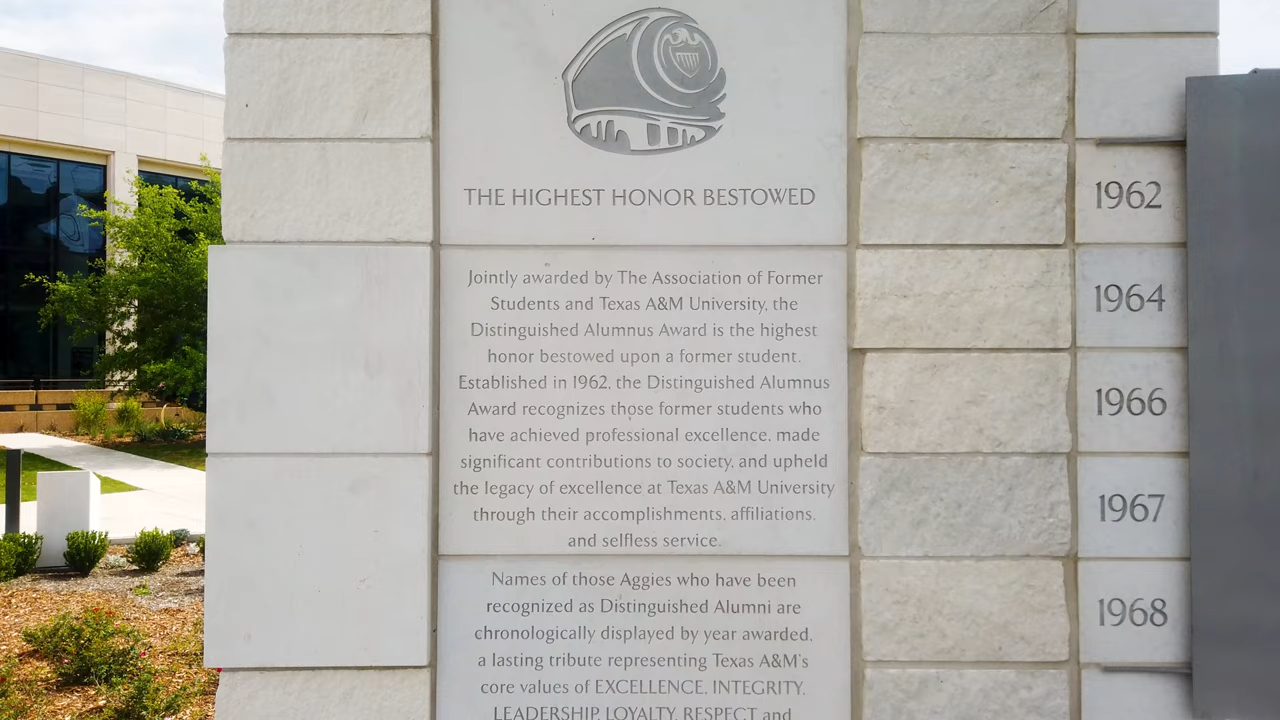 THE HIGHEST HONOR BESTOWED
Jointly awarded by The Association of Former
Students and Texas A&M University, the
Distinguished Alumnus Award is the highest
honor bestowed upon a former student.
Established in 1962, the Distinguished Alumnus
Award recognizes those former students who
have achieved professional excellence, made
significant contributions to society, and upheld
the legacy of excellence at Texas A&M University
through their accomplishments, affiliations,
and selfless service.
Names of those Aggies who have been
recognized as Distinguished Alumni are
chronologically displayed by year awarded,
a lasting tribute representing Texas A&M's
core values of EXCELLENCE, INTEGRITY,
LEADERSHIP, LOYALTY, RESPECT and
1962
1964
1966
1967
1968